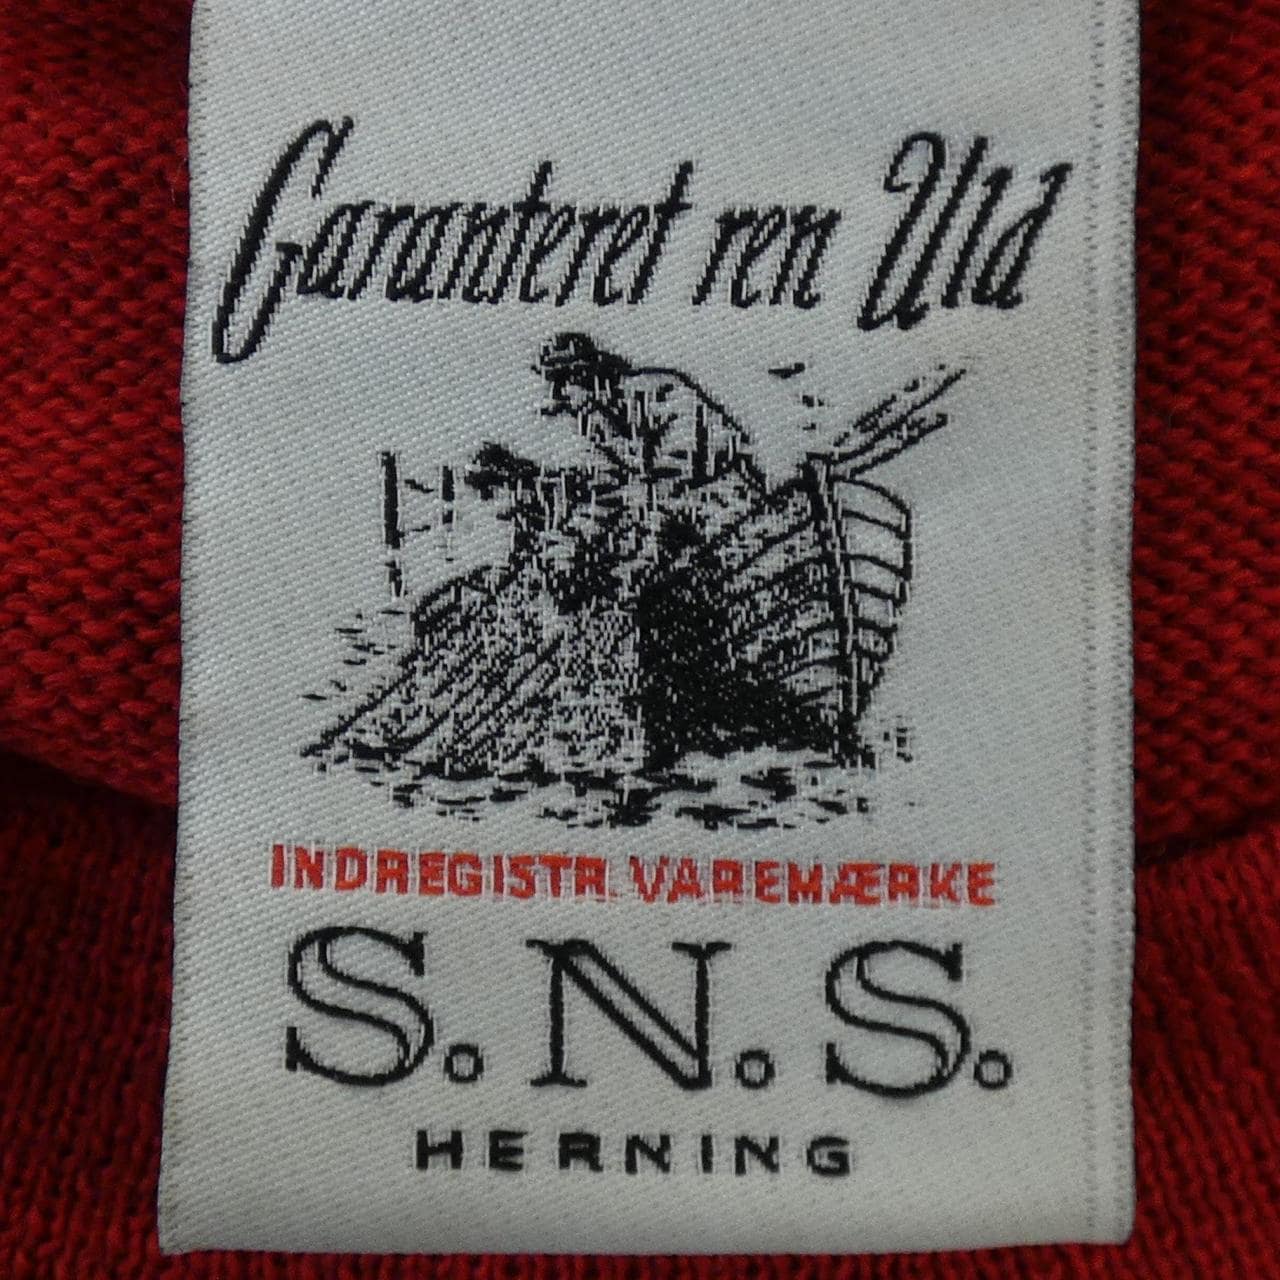 Garanteret ren Uld
INDREGISTR. VAREMÆRKE
S.N.S.
HERNING